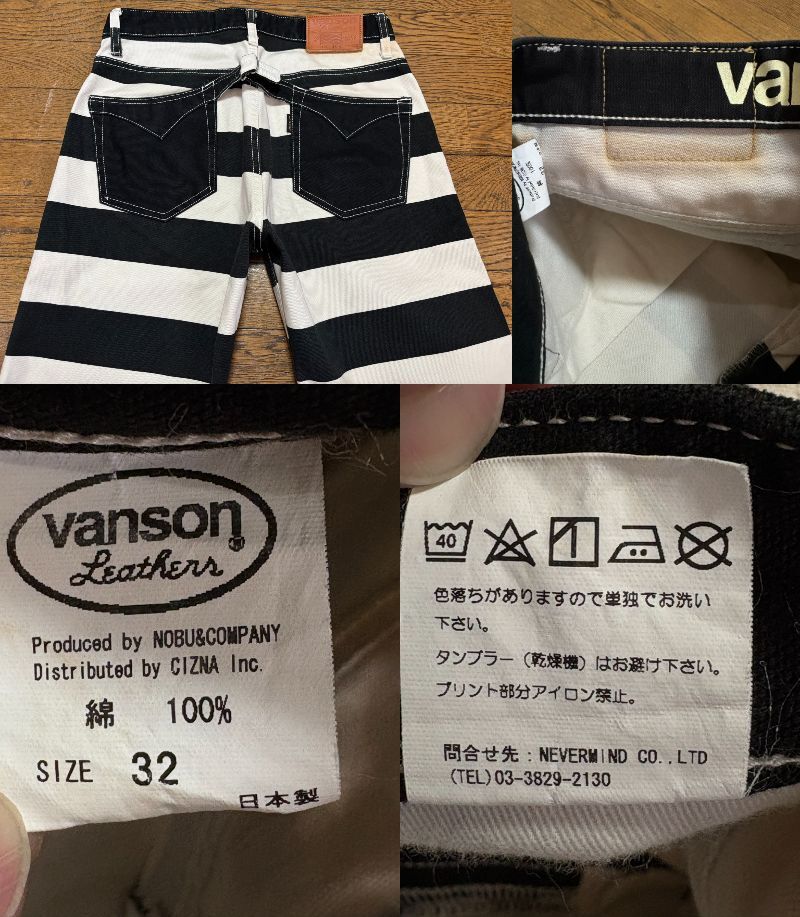 van
vanson
Leathers
Produced by NOBU&COMPANY
Distributed by CIZNA Inc.
綿 100%
SIZE 32
日本製
40
色落ちがありますので単独でお洗い
下さい。
タンブラー（乾燥機）はお避け下さい。
プリント部分アイロン禁止。
問合せ先：NEVERMIND CO.,LTD
(TEL)03-3829-2130